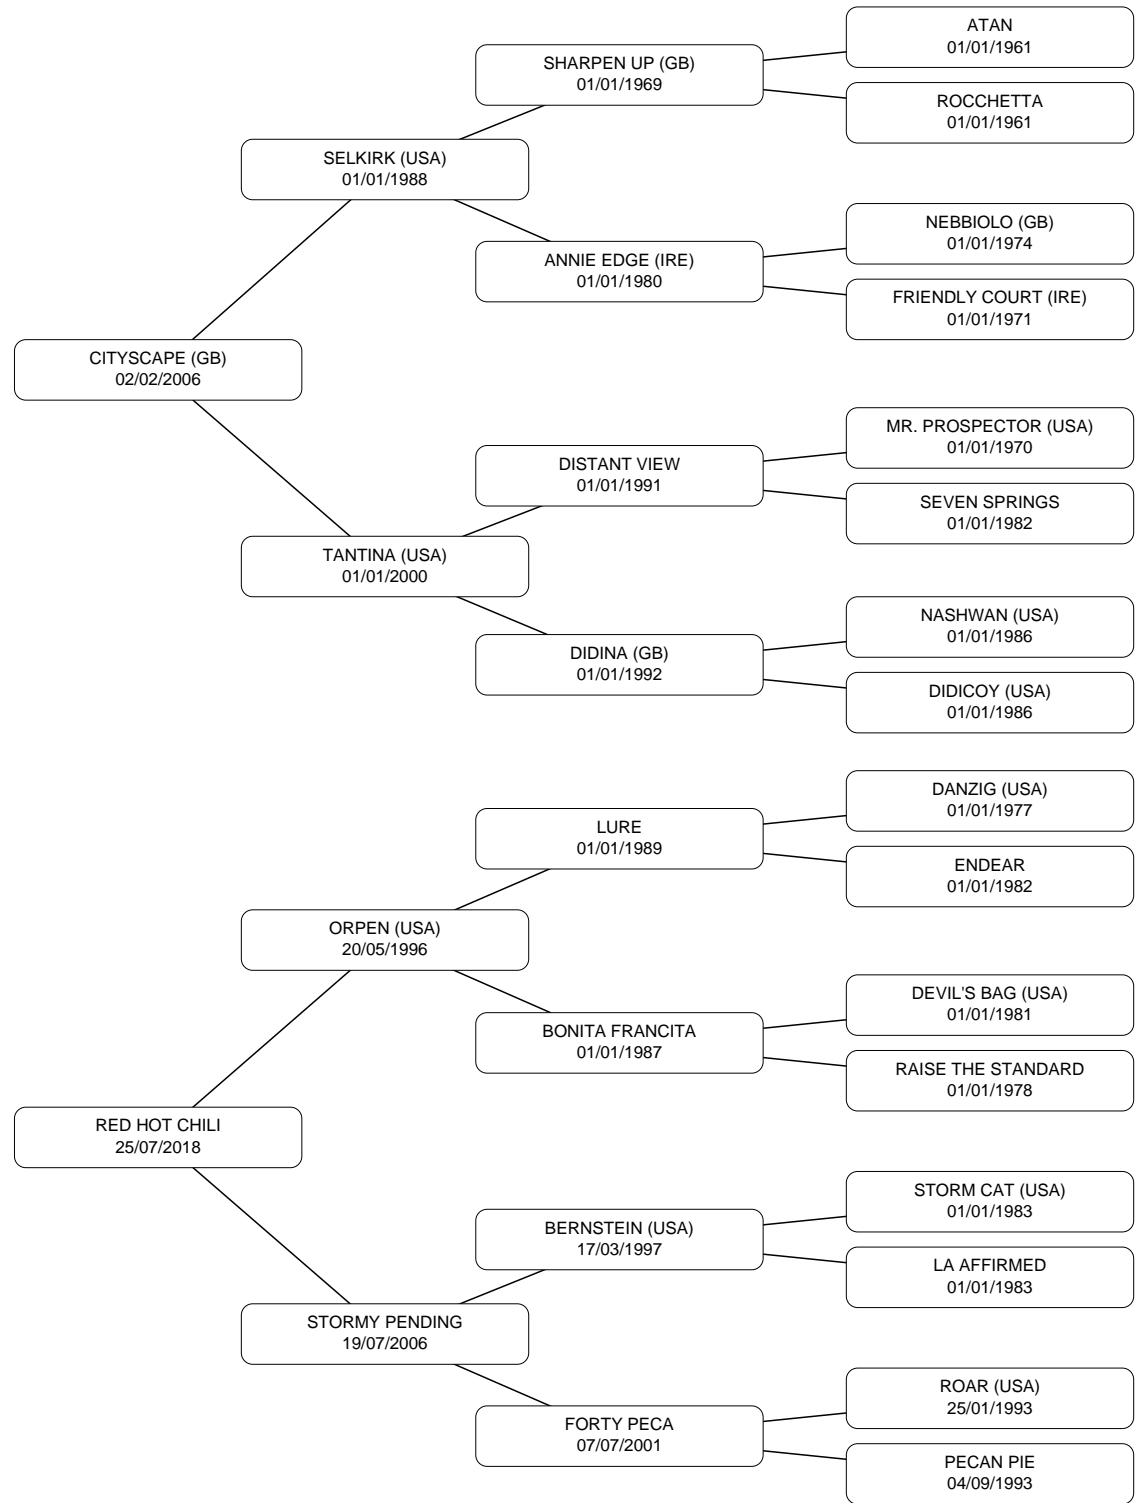 ATAN
01/01/1961
SHARPEN UP (GB)
01/01/1969
ROCCHETTA
01/01/1961
SELKIRK (USA)
01/01/1988
NEBBIOLO (GB)
01/01/1974
ANNIE EDGE (IRE)
01/01/1980
FRIENDLY COURT (IRE)
01/01/1971
CITYSCAPE (GB)
02/02/2006
MR. PROSPECTOR (USA)
01/01/1970
DISTANT VIEW
01/01/1991
SEVEN SPRINGS
01/01/1982
TANTINA (USA)
01/01/2000
NASHWAN (USA)
01/01/1986
DIDINA (GB)
01/01/1992
DIDICOY (USA)
01/01/1986
DANZIG (USA)
01/01/1977
LURE
01/01/1989
ENDEAR
01/01/1982
ORPEN (USA)
20/05/1996
DEVIL'S BAG (USA)
01/01/1981
BONITA FRANCITA
01/01/1987
RAISE THE STANDARD
01/01/1978
RED HOT CHILI
25/07/2018
STORM CAT (USA)
01/01/1983
BERNSTEIN (USA)
17/03/1997
LA AFFIRMED
01/01/1983
STORMY PENDING
19/07/2006
ROAR (USA)
25/01/1993
FORTY PECA
07/07/2001
PECAN PIE
04/09/1993